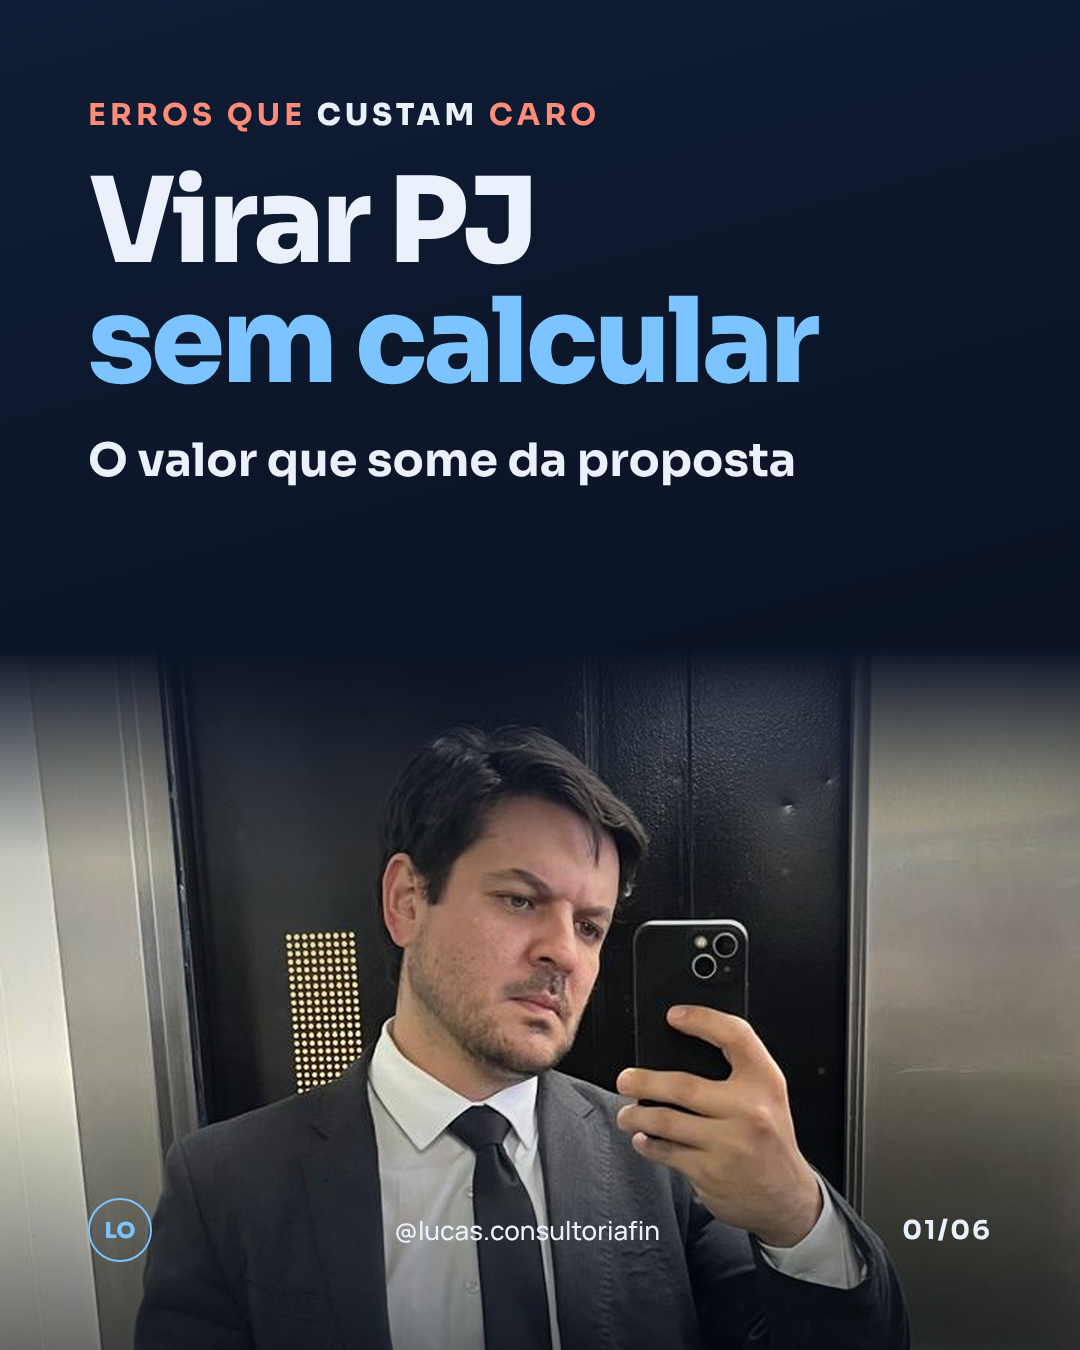 ERROS QUE CUSTAM CARO
Virar PJ
sem calcular
O valor que some da proposta
LO
@lucas.consultoriafin
01/06